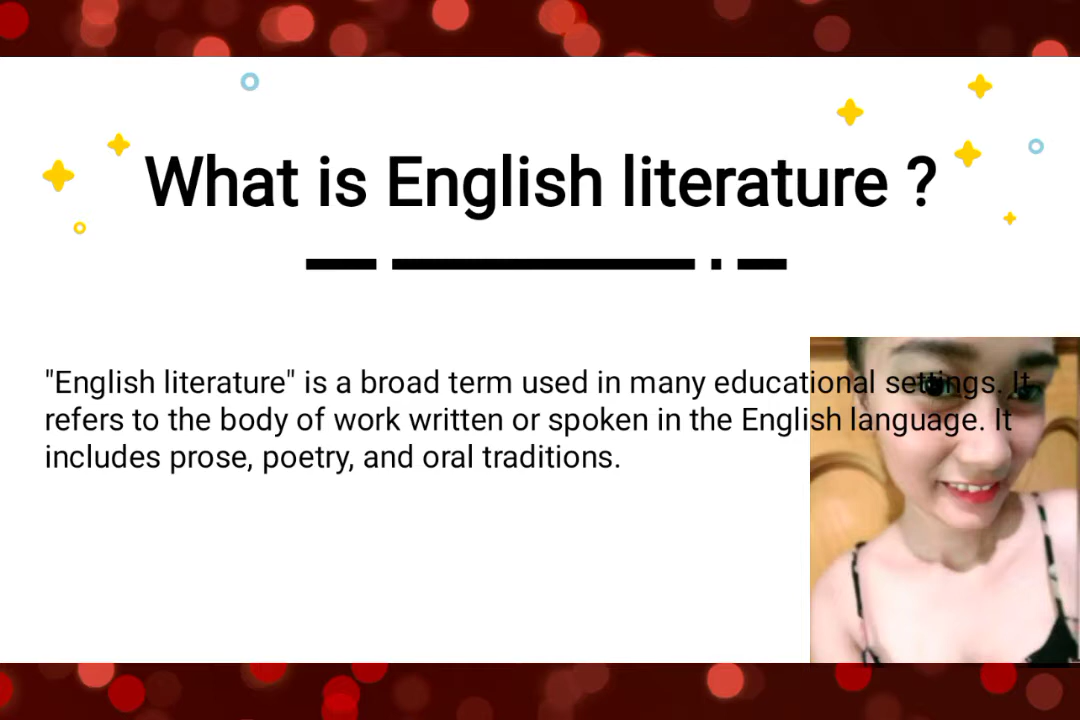 What is English literature ?
"English literature" is a broad term used in many educational settings. It
refers to the body of work written or spoken in the English language. It
includes prose, poetry, and oral traditions.